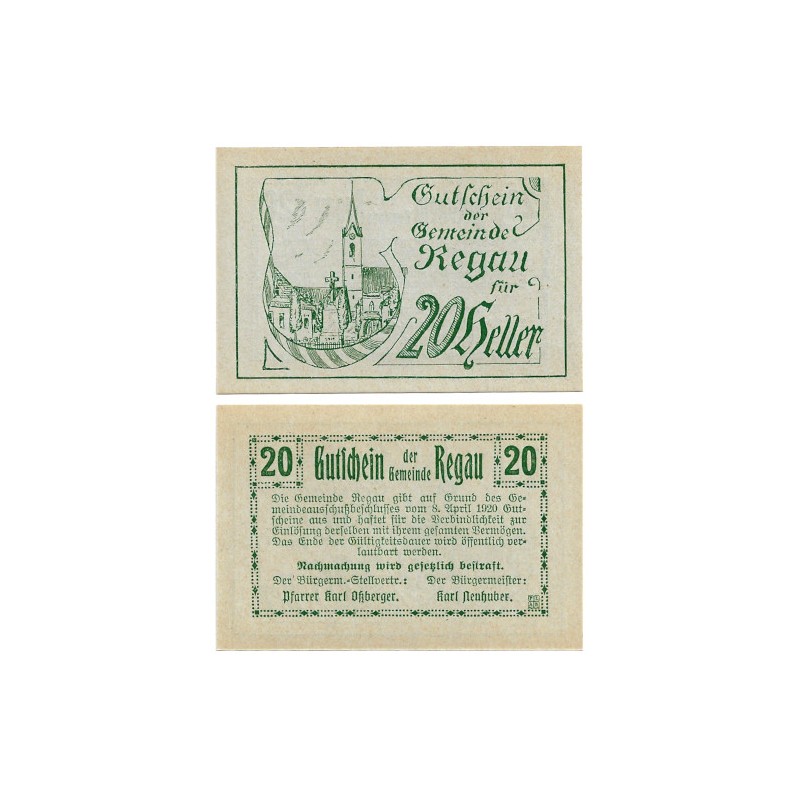 Gutschein
der
Gemeinde
Regau
für
20 Heller
20 Gutschein der Gemeinde Regau 20
Die Gemeinde Regau gibt auf Grund des Ge-
meindeausschußbeschlusses vom 8. April 1920 Gut-
scheine aus und haftet für die Verbindlichkeit zur
Einlösung derselben mit ihrem gesamten Vermögen.
Das Ende der Gültigkeitsdauer wird öffentlich ver-
lautbart werden.
Nachmachung wird gesetzlich bestraft.
Der Bürgerm.-Stellvertr.: Der Bürgermeister:
Pfarrer Karl Oßberger. Karl Neuhuber.